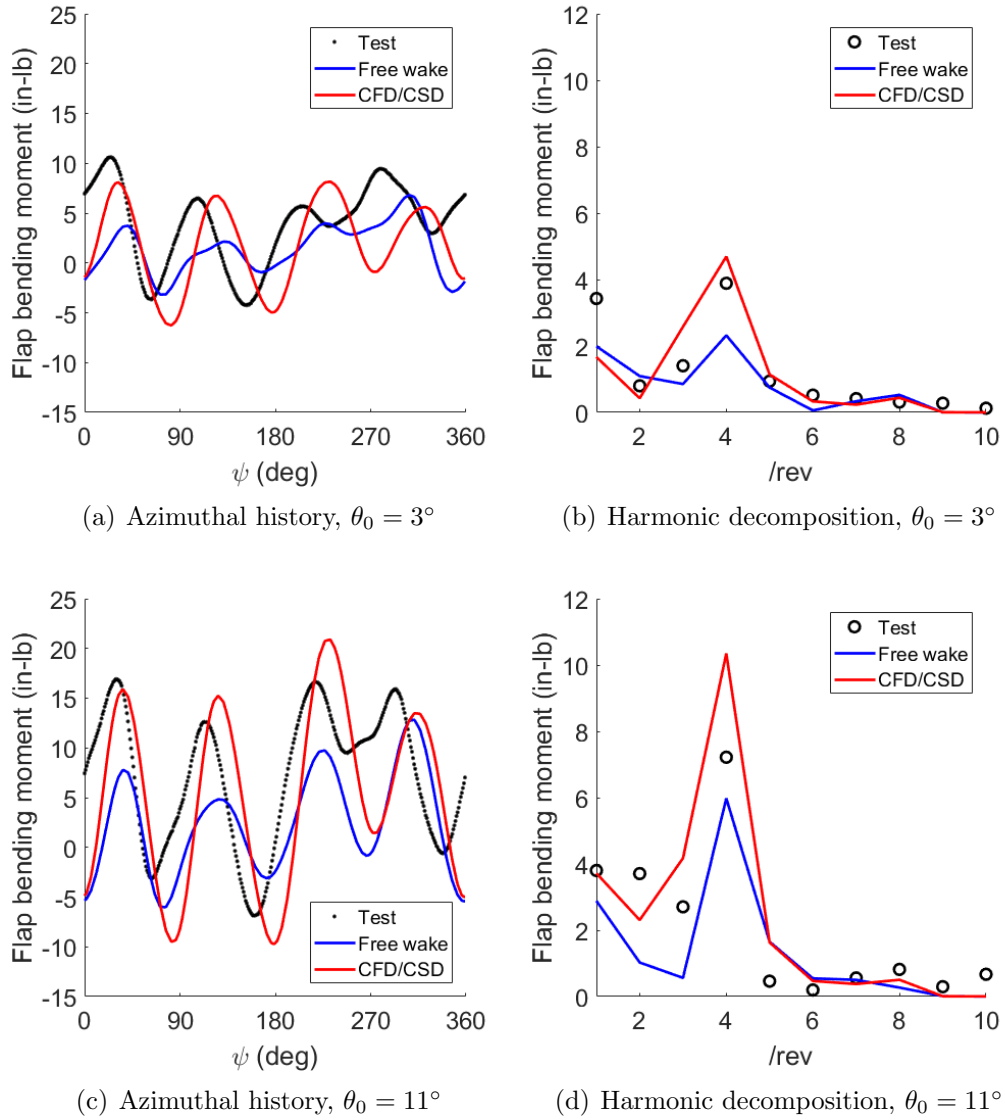 25
20
15
10
5
0
-5
-10
-15
Flap bending moment (in-lb)
0 90 180 270 360
ψ (deg)
Test
Free wake
CFD/CSD
(a) Azimuthal history, θ₀ = 3°
12
10
8
6
4
2
0
Flap bending moment (in-lb)
2 4 6 8 10
/rev
Test
Free wake
CFD/CSD
(b) Harmonic decomposition, θ₀ = 3°
25
20
15
10
5
0
-5
-10
-15
Flap bending moment (in-lb)
0 90 180 270 360
ψ (deg)
Test
Free wake
CFD/CSD
(c) Azimuthal history, θ₀ = 11°
12
10
8
6
4
2
0
Flap bending moment (in-lb)
2 4 6 8 10
/rev
Test
Free wake
CFD/CSD
(d) Harmonic decomposition, θ₀ = 11°